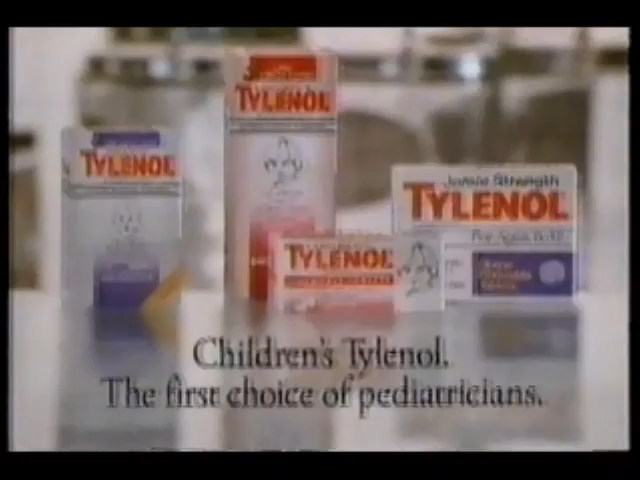 TYLENOL
TYLENOL
TYLENOL
Junior Strength
TYLENOL
Children's Tylenol.
The first choice of pediatricians.